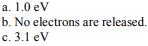 a. 1.0 eV
b. No electrons are released.
c. 3.1 eV